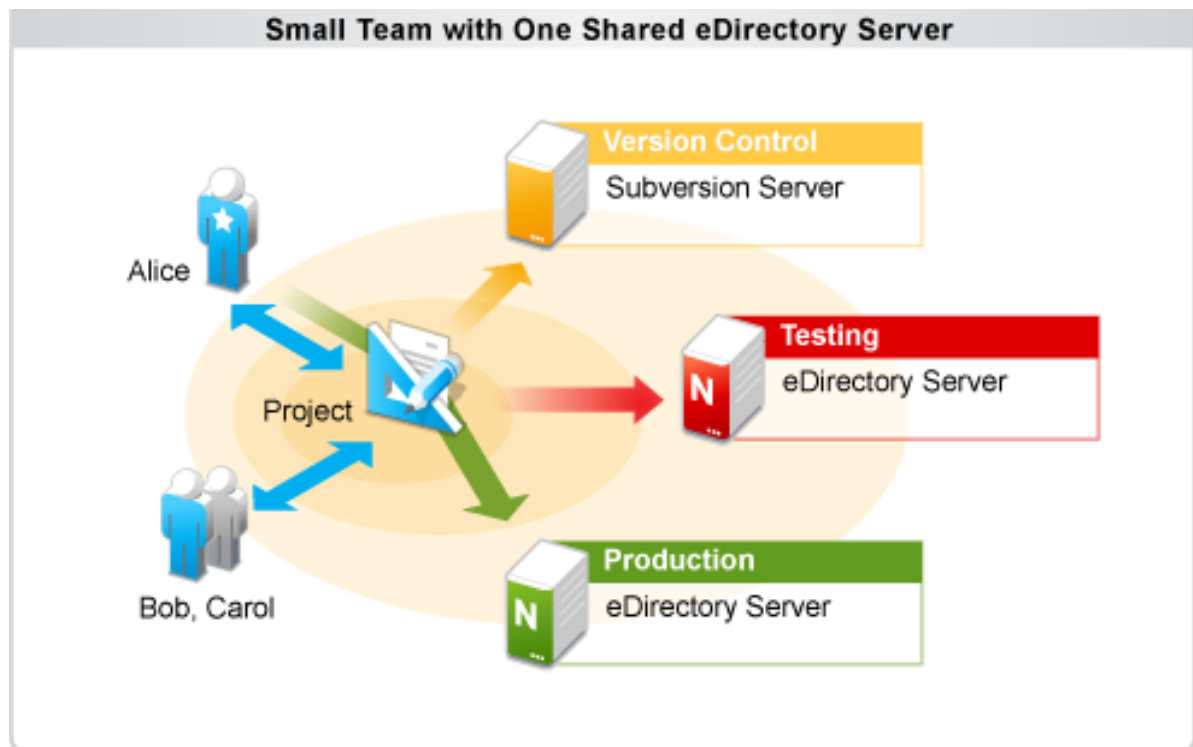 Small Team with One Shared eDirectory Server
Version Control
Subversion Server
Alice
Testing
N
eDirectory Server
Project
Production
N
eDirectory Server
Bob, Carol